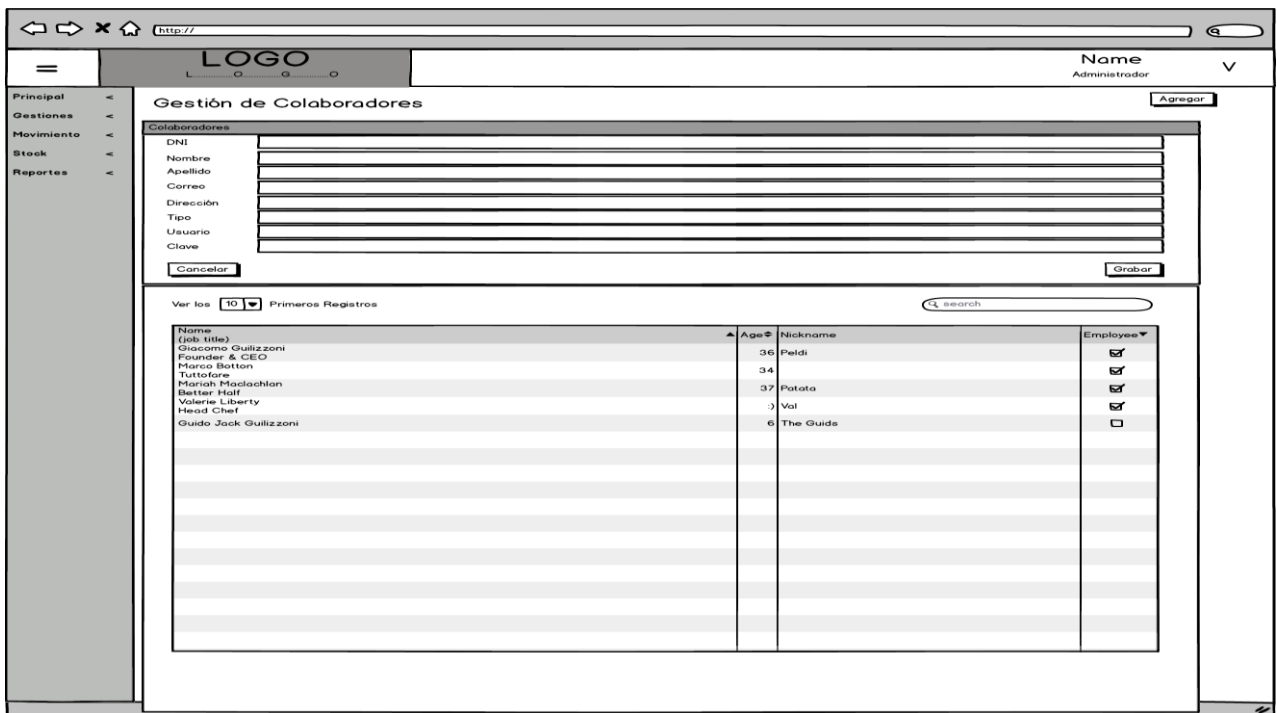 http://
LOGO
L............O............G............O
Name
Administrador
V
Principal <
Gestiones <
Movimiento <
Stock <
Reportes <
Gestión de Colaboradores
Agregar
Colaboradores
DNI
Nombre
Apellido
Correo
Dirección
Tipo
Usuario
Clave
Cancelar
Grabar
Ver los 10 Primeros Registros
search
Name
(job title)
Age
Nickname
Employee
Giacomo Guilizzoni
Founder & CEO
36 Peldi
Marco Botton
Tuttofare
34
Mariah Maclachlan
Better Half
37 Patata
Valerie Liberty
Head Chef
:) Val
Guido Jack Guilizzoni
6 The Guids